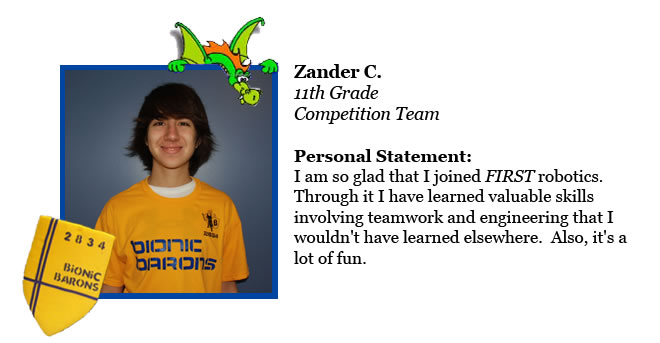 Zander C.
11th Grade
Competition Team
Personal Statement:
I am so glad that I joined FIRST robotics.
Through it I have learned valuable skills
involving teamwork and engineering that I
wouldn't have learned elsewhere.  Also, it's a
lot of fun.
BIONIC
BARONS
2834
BiONiC
BARONS